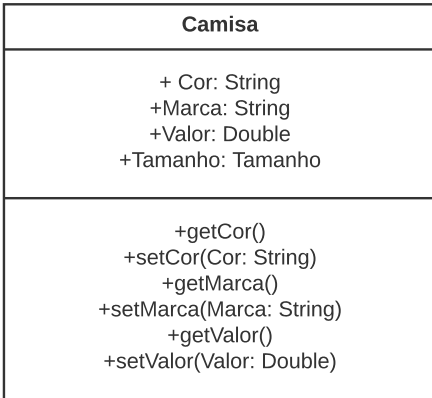 Camisa
+ Cor: String
+Marca: String
+Valor: Double
+Tamanho: Tamanho
+getCor()
+setCor(Cor: String)
+getMarca()
+setMarca(Marca: String)
+getValor()
+setValor(Valor: Double)